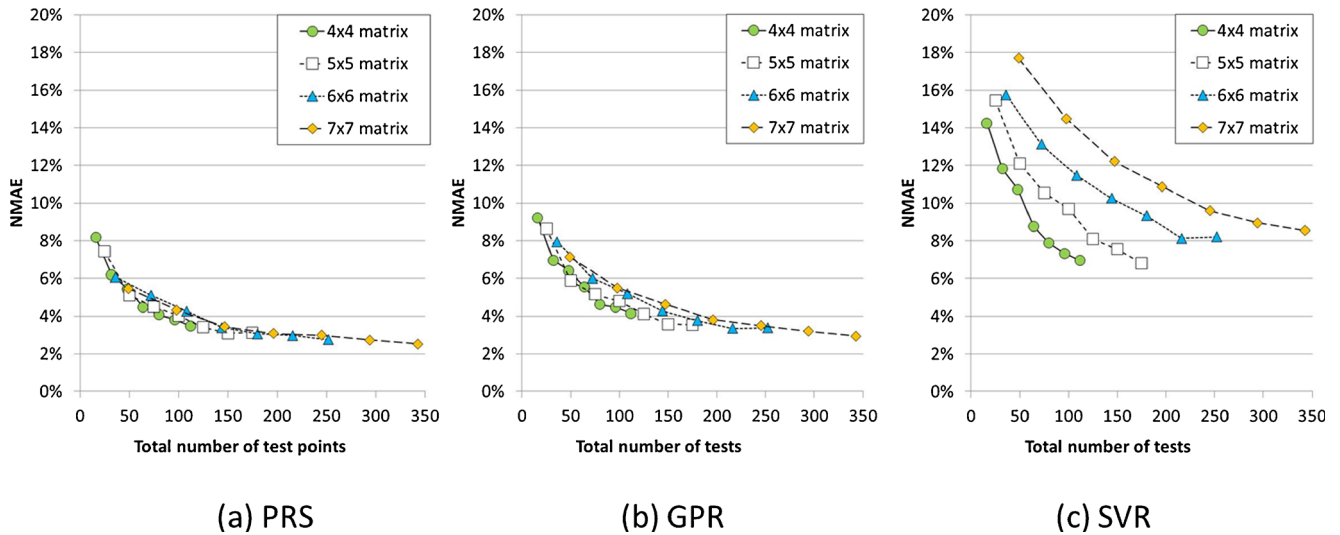 20%
18%
16%
14%
12%
10%
8%
6%
4%
2%
0%
NMAE
4x4 matrix
5x5 matrix
6x6 matrix
7x7 matrix
0 50 100 150 200 250 300 350
Total number of test points
(a) PRS
20%
18%
16%
14%
12%
10%
8%
6%
4%
2%
0%
NMAE
4x4 matrix
5x5 matrix
6x6 matrix
7x7 matrix
0 50 100 150 200 250 300 350
Total number of tests
(b) GPR
20%
18%
16%
14%
12%
10%
8%
6%
4%
2%
0%
NMAE
4x4 matrix
5x5 matrix
6x6 matrix
7x7 matrix
0 50 100 150 200 250 300 350
Total number of tests
(c) SVR